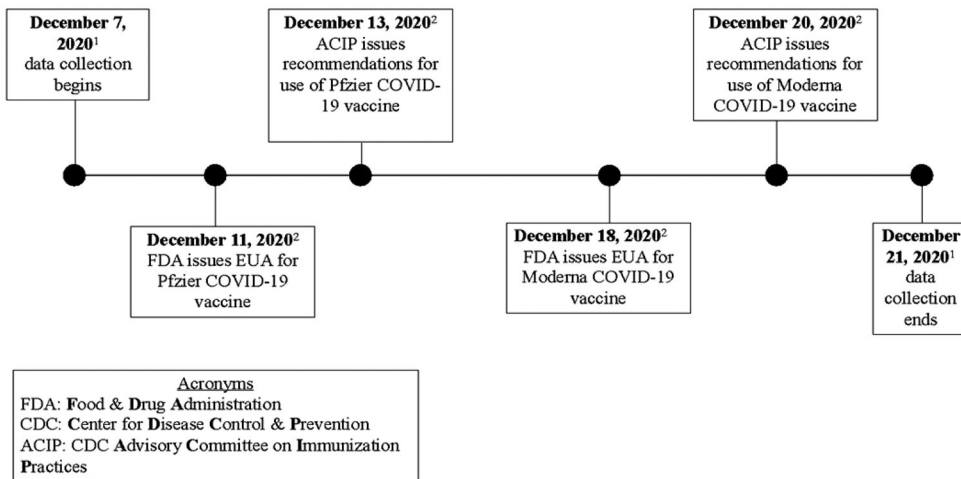 December 7,
2020¹
data collection
begins
December 13, 2020²
ACIP issues
recommendations for
use of Pfzier COVID-
19 vaccine
December 20, 2020²
ACIP issues
recommendations for
use of Moderna
COVID-19 vaccine
December 11, 2020²
FDA issues EUA for
Pfzier COVID-19
vaccine
December 18, 2020²
FDA issues EUA for
Moderna COVID-19
vaccine
December
21, 2020¹
data
collection
ends
Acronyms
FDA: Food & Drug Administration
CDC: Center for Disease Control & Prevention
ACIP: CDC Advisory Committee on Immunization
Practices